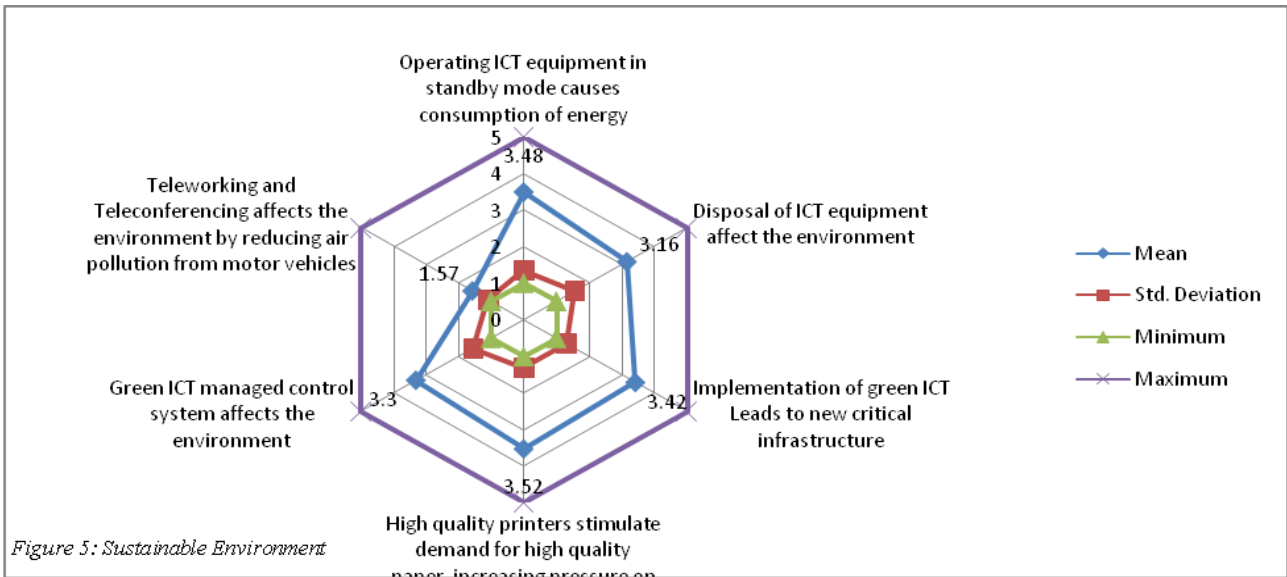 Operating ICT equipment in
standby mode causes
consumption of energy
5
3.48
4
3
2
1
0
Disposal of ICT equipment
affect the environment
3.16
Implementation of green ICT
Leads to new critical
infrastructure
3.42
3.52
High quality printers stimulate
demand for high quality
paper, increasing pressure on
Green ICT managed control
system affects the
environment
3.3
Teleworking and
Teleconferencing affects the
environment by reducing air
pollution from motor vehicles
1.57
Mean
Std. Deviation
Minimum
Maximum
Figure 5: Sustainable Environment